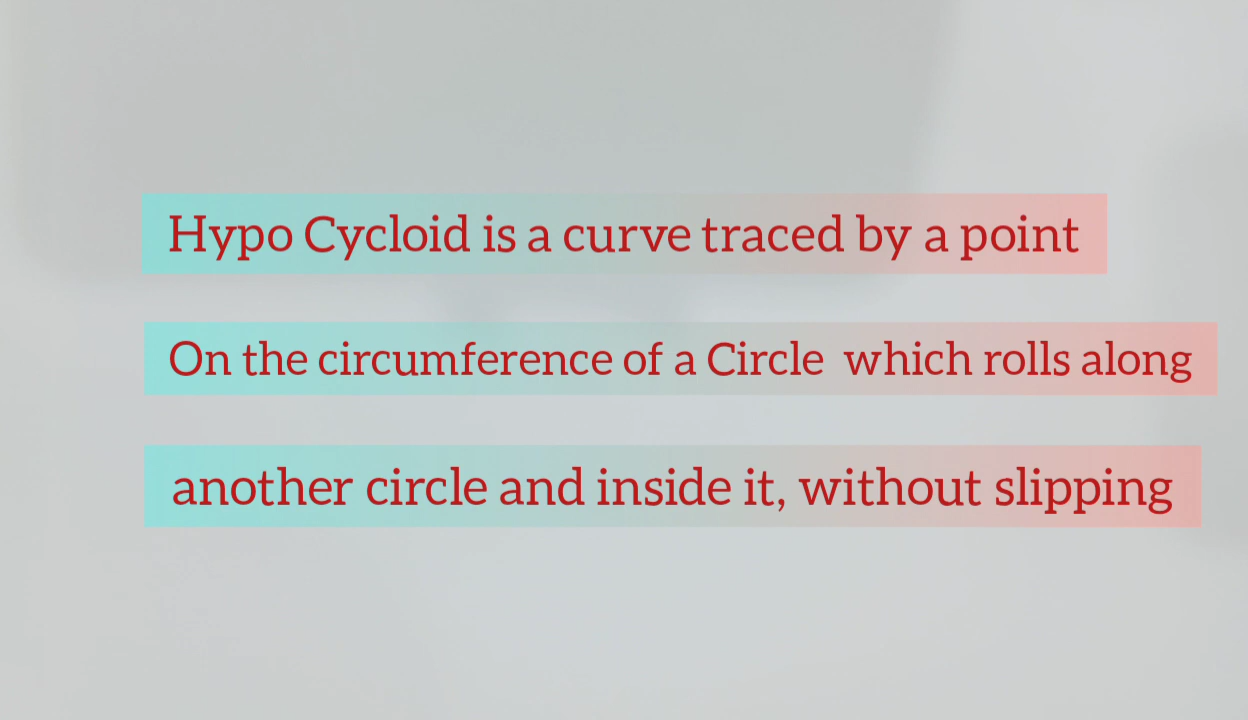 Hypo Cycloid is a curve traced by a point
On the circumference of a Circle which rolls along
another circle and inside it, without slipping